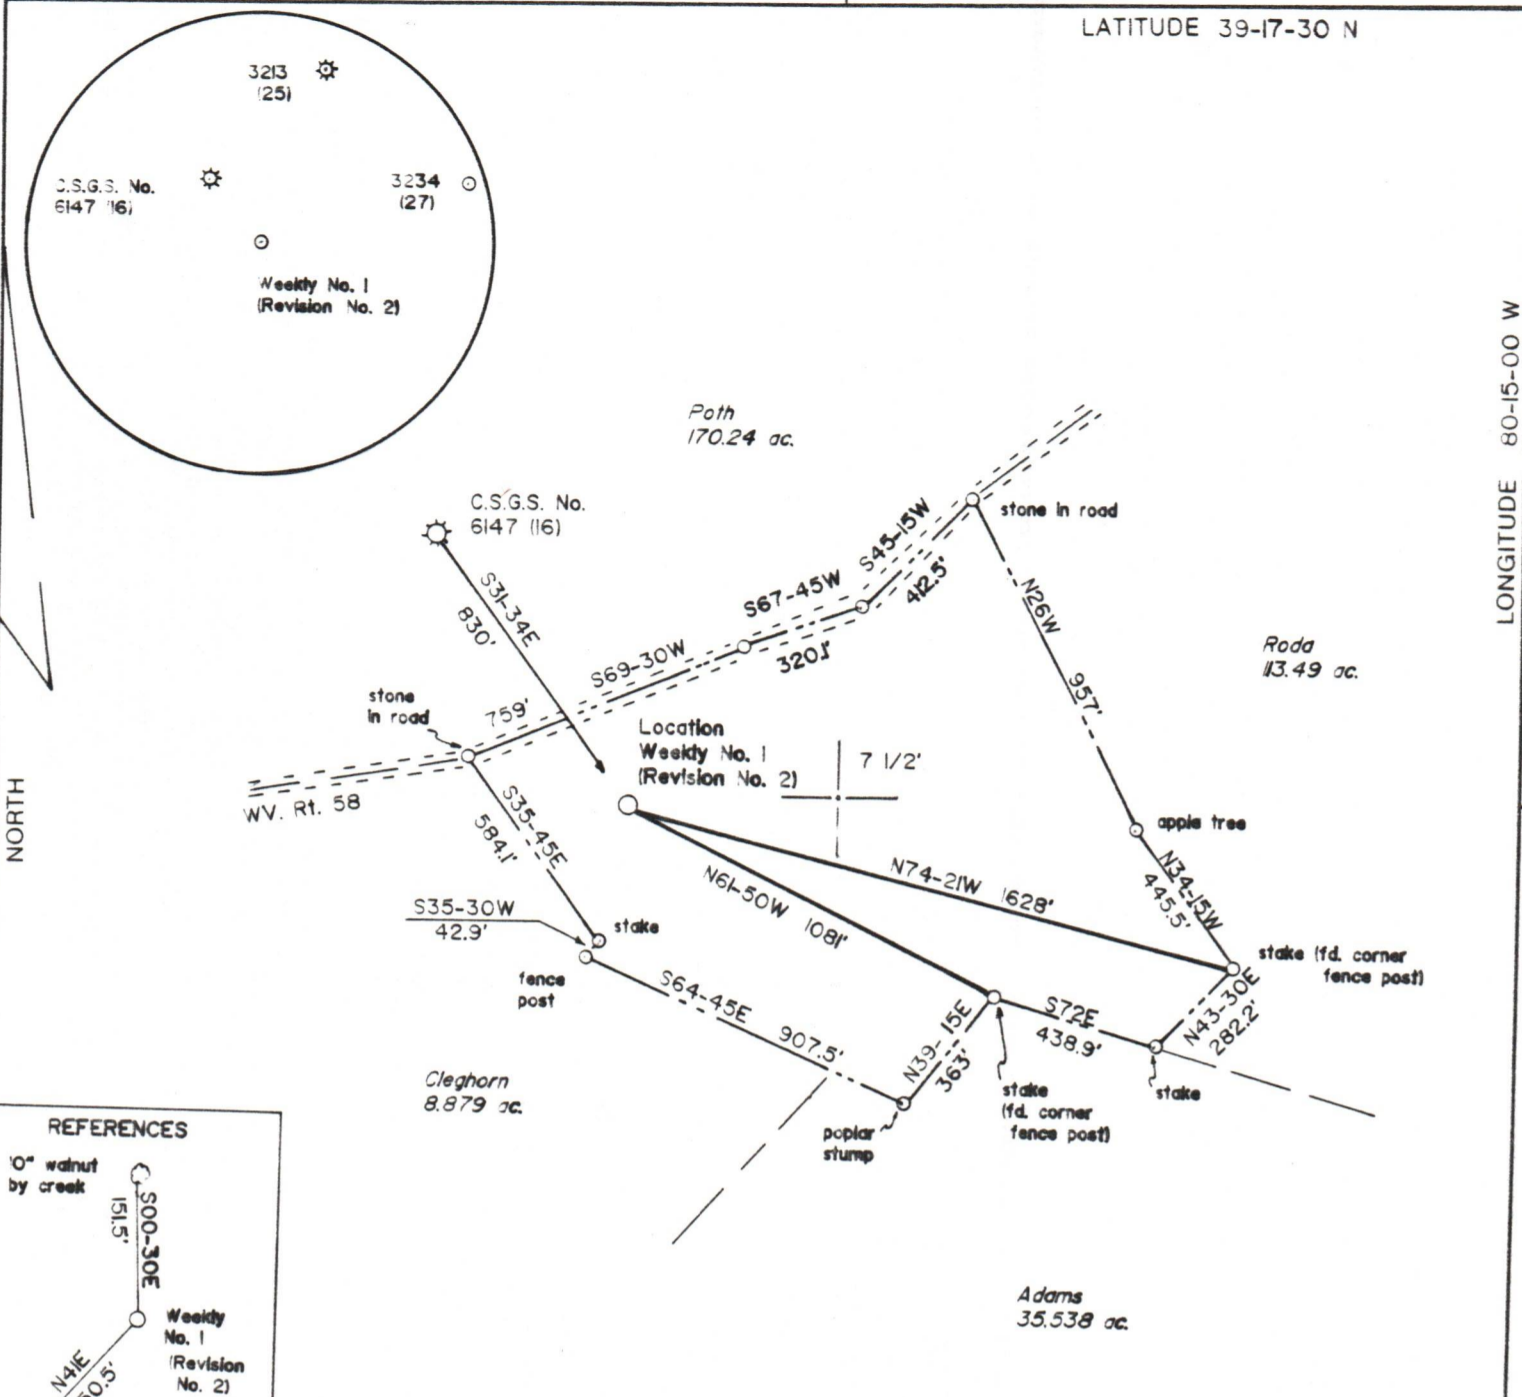 LATITUDE 39-17-30 N
3213
(25)
C.S.G.S. No.
6147 (16)
3234
(27)
Weekly No. 1
(Revision No. 2)
LONGITUDE 80-15-00 W
Poth
170.24 ac.
C.S.G.S. No.
6147 (16)
stone in road
S45-15W
412.5'
S67-45W
320.1'
N26W
957'
S31-34E
830'
S69-30W
759'
Roda
113.49 ac.
stone
in road
Location
Weekly No. 1
(Revision No. 2)
7 1/2'
WV. Rt. 58
NORTH
S35-45E
584.1'
apple tree
N34-15W
445.5'
N74-21W 1628'
N61-50W 1081'
S35-30W
42.9'
stake
fence
post
stake (fd. corner
fence post)
S64-45E
907.5'
S72E
438.9'
N43-30E
282.2'
N39-15E
363'
stake
stake
(fd. corner
fence post)
poplar
stump
Cleghorn
8.879 ac.
REFERENCES
0" walnut
by creek
S00-30E
151.5'
Weekly
No. 1
(Revision
No. 2)
N41E
50.5'
Adams
35.538 ac.